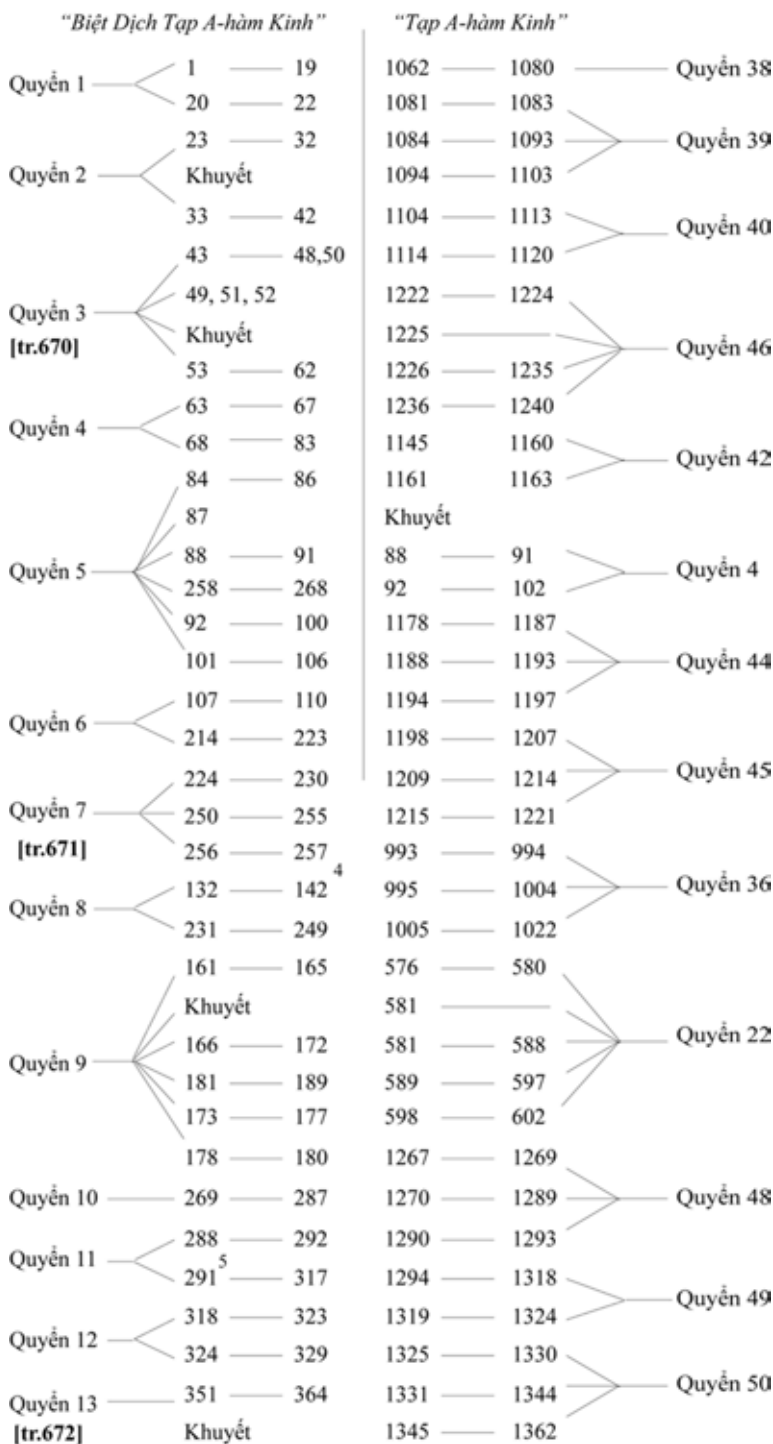 “Biệt Dịch Tạp A-hàm Kinh” “Tạp A-hàm Kinh”
1 — 19 1062 — 1080 Quyển 38
Quyển 1
20 — 22 1081 — 1083
23 — 32 1084 — 1093 Quyển 39
Quyển 2 Khuyết 1094 — 1103
33 — 42 1104 — 1113
Quyển 40
43 — 48,50 1114 — 1120
49, 51, 52 1222 — 1224
Quyển 3
Khuyết 1225 —
[tr.670] Quyển 46
53 — 62 1226 — 1235
63 — 67 1236 — 1240
Quyển 4
68 — 83 1145 — 1160
Quyển 42
84 — 86 1161 — 1163
87 Khuyết
88 — 91 88 — 91
Quyển 5 Quyển 4
258 — 268 92 — 102
92 — 100 1178 — 1187
101 — 106 1188 — 1193 Quyển 44
107 — 110 1194 — 1197
Quyển 6
214 — 223 1198 — 1207
Quyển 45
224 — 230 1209 — 1214
Quyển 7
250 — 255 1215 — 1221
[tr.671] 256 — 257 993 — 994
132 — 142 4 995 — 1004 Quyển 36
Quyển 8
231 — 249 1005 — 1022
161 — 165 576 — 580
Khuyết 581 —
Quyển 22
166 — 172 581 — 588
Quyển 9
181 — 189 589 — 597
173 — 177 598 — 602
178 — 180 1267 — 1269
Quyển 10 269 — 287 1270 — 1289 Quyển 48
288 — 292 1290 — 1293
Quyển 11
291 5 — 317 1294 — 1318
Quyển 49
318 — 323 1319 — 1324
Quyển 12
324 — 329 1325 — 1330
Quyển 50
Quyển 13 351 — 364 1331 — 1344
[tr.672] Khuyết 1345 — 1362